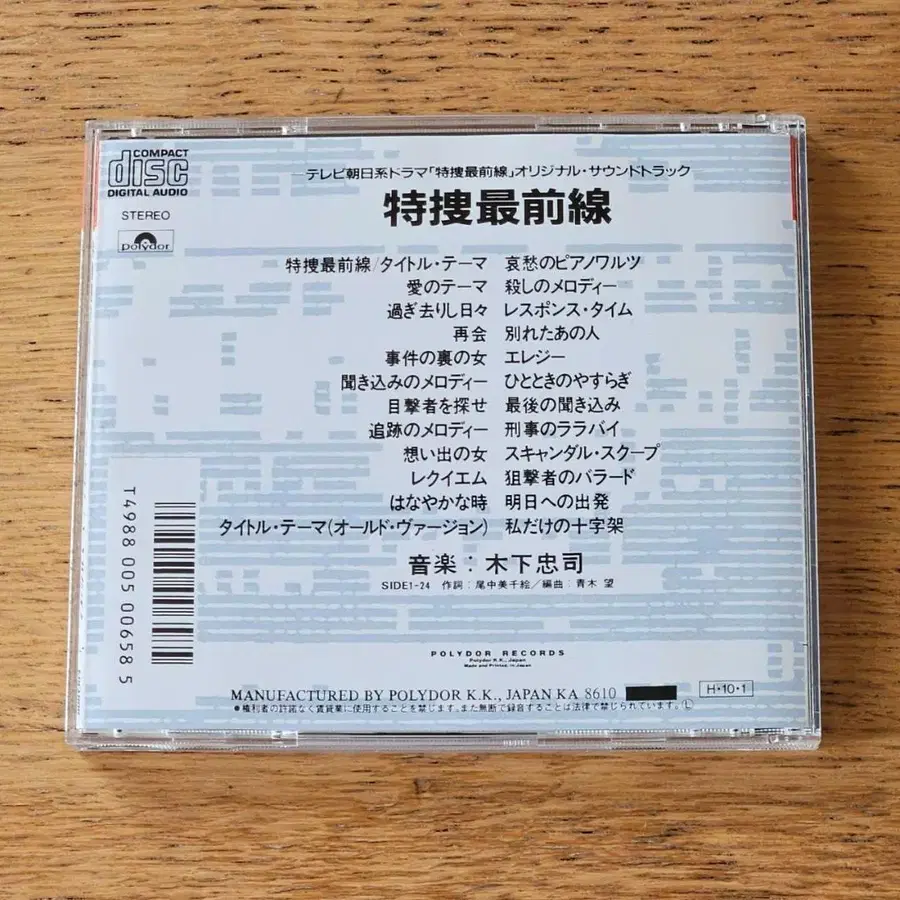 COMPACT
disc
DIGITAL AUDIO
STEREO
polydor
テレビ朝日系ドラマ「特捜最前線」オリジナル・サウンドトラック
特捜最前線
特捜最前線/タイトル・テーマ
愛のテーマ
過ぎ去りし日々
再会
事件の裏の女
聞き込みのメロディー
目撃者を探せ
追跡のメロディー
想い出の女
レクイエム
はなやかな時
タイトル・テーマ(オールド・ヴァージョン)
哀愁のピアノワルツ
殺しのメロディー
レスポンス・タイム
別れたあの人
エレジー
ひとときのやすらぎ
最後の聞き込み
刑事のララバイ
スキャンダル・スクープ
狙撃者のバラード
明日への出発
私だけの十字架
音楽：木下忠司
SIDE1-24 作詞：尾中美千絵／編曲：青木 望
T4988 005 00658 5
POLYDOR RECORDS
Polydor K.K., Japan
Made and Printed in Japan
MANUFACTURED BY POLYDOR K.K., JAPAN KA 8610
H・10・1
●権利者の許諾なく賃貸業に使用することを禁じます。また無断で録音することは法律で禁じられています。Ⓛ